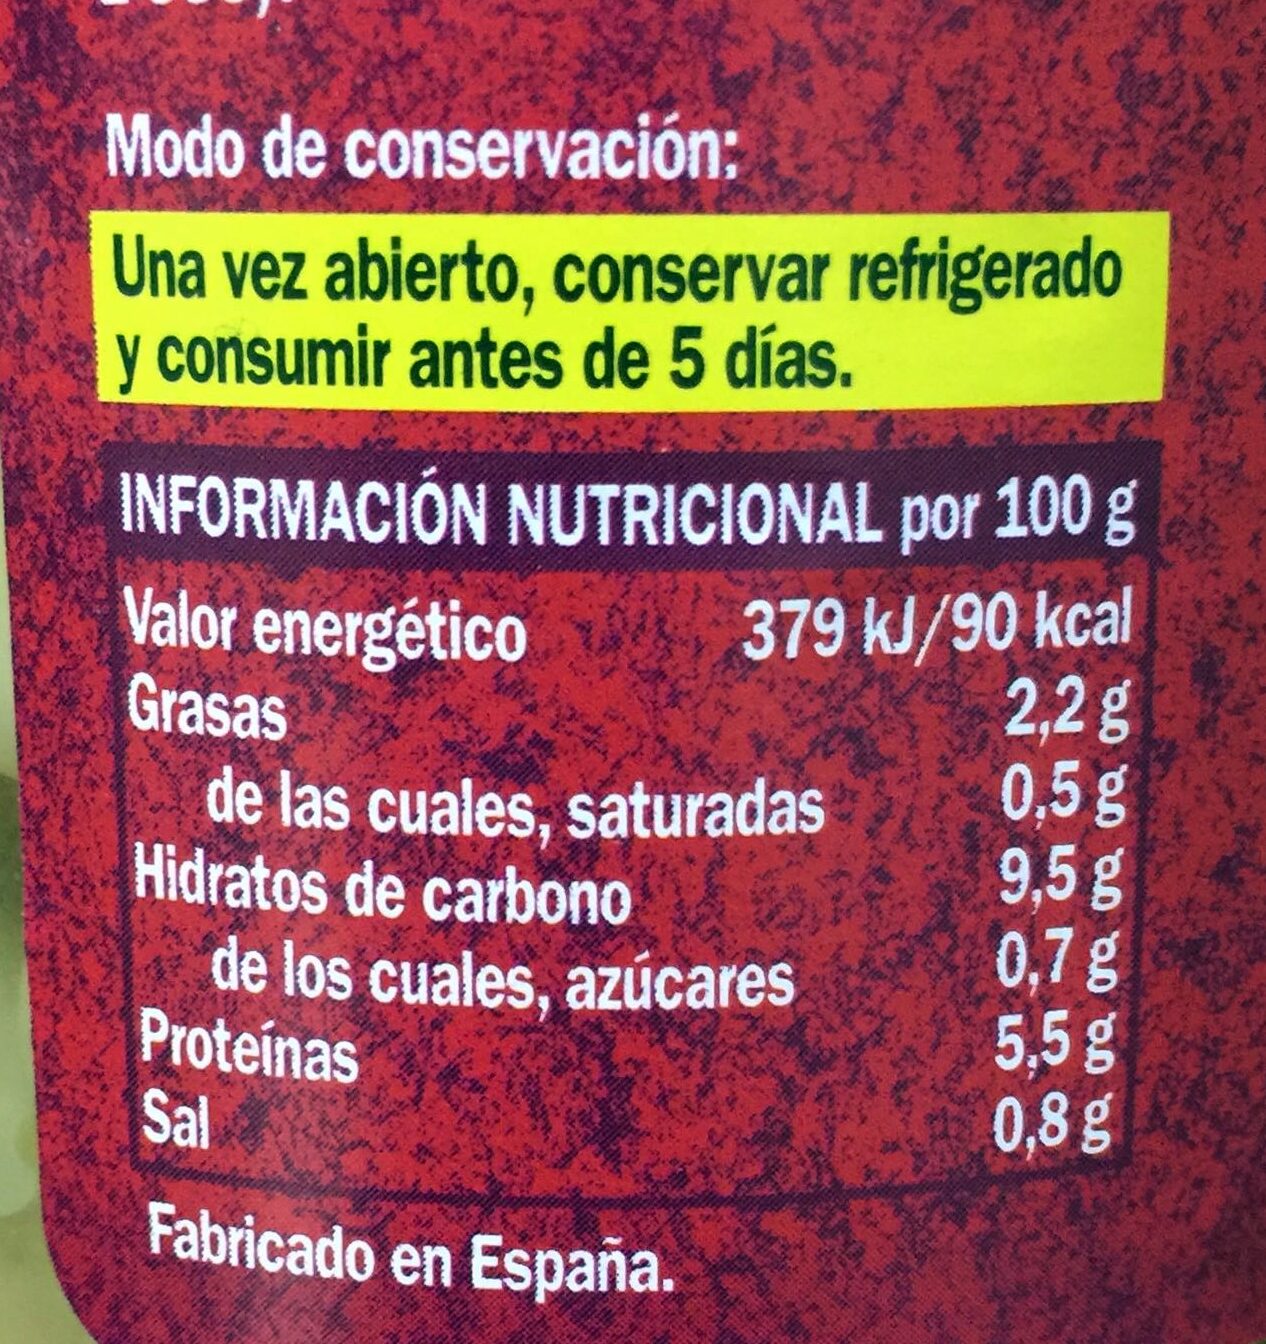 Modo de conservación:
Una vez abierto, conservar refrigerado
y consumir antes de 5 días.
INFORMACIÓN NUTRICIONAL por 100 g
Valor energético 379 kJ/90 kcal
Grasas 2,2 g
de las cuales, saturadas 0,5 g
Hidratos de carbono 9,5 g
de los cuales, azúcares 0,7 g
Proteínas 5,5 g
Sal 0,8 g
Fabricado en España.